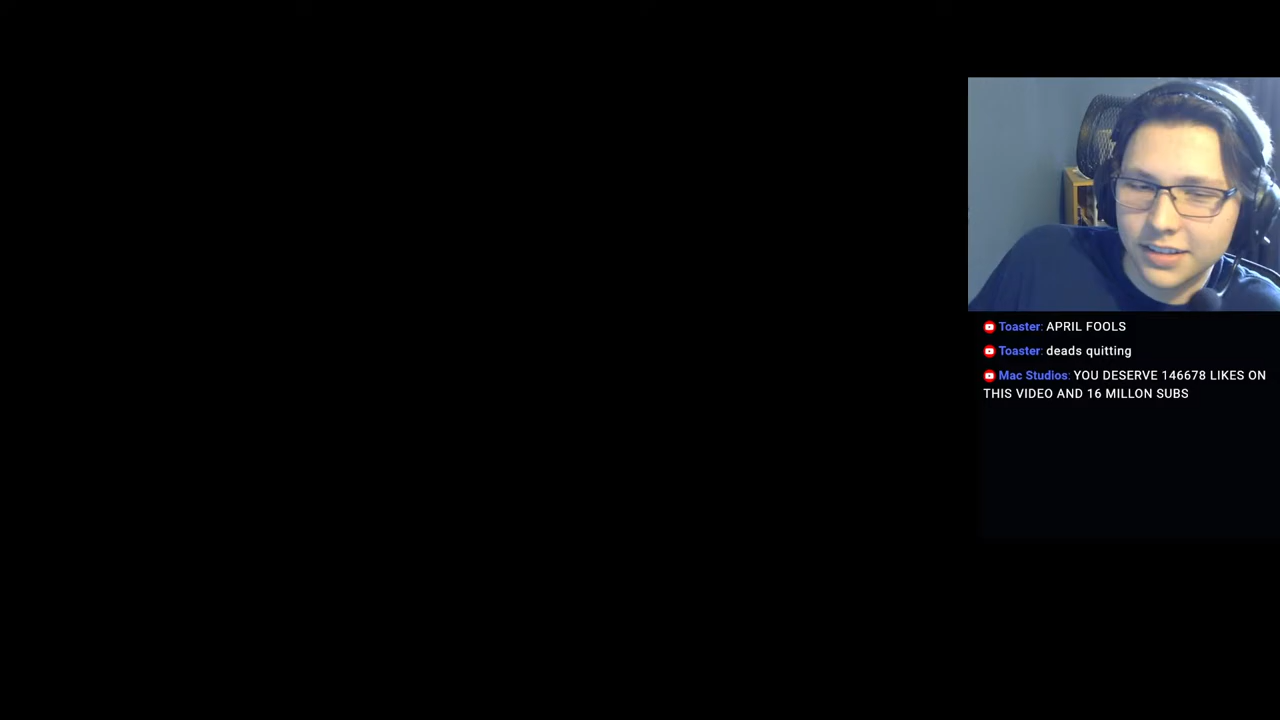 Toaster: APRIL FOOLS
Toaster: deads quitting
Mac Studios: YOU DESERVE 146678 LIKES ON
THIS VIDEO AND 16 MILLON SUBS